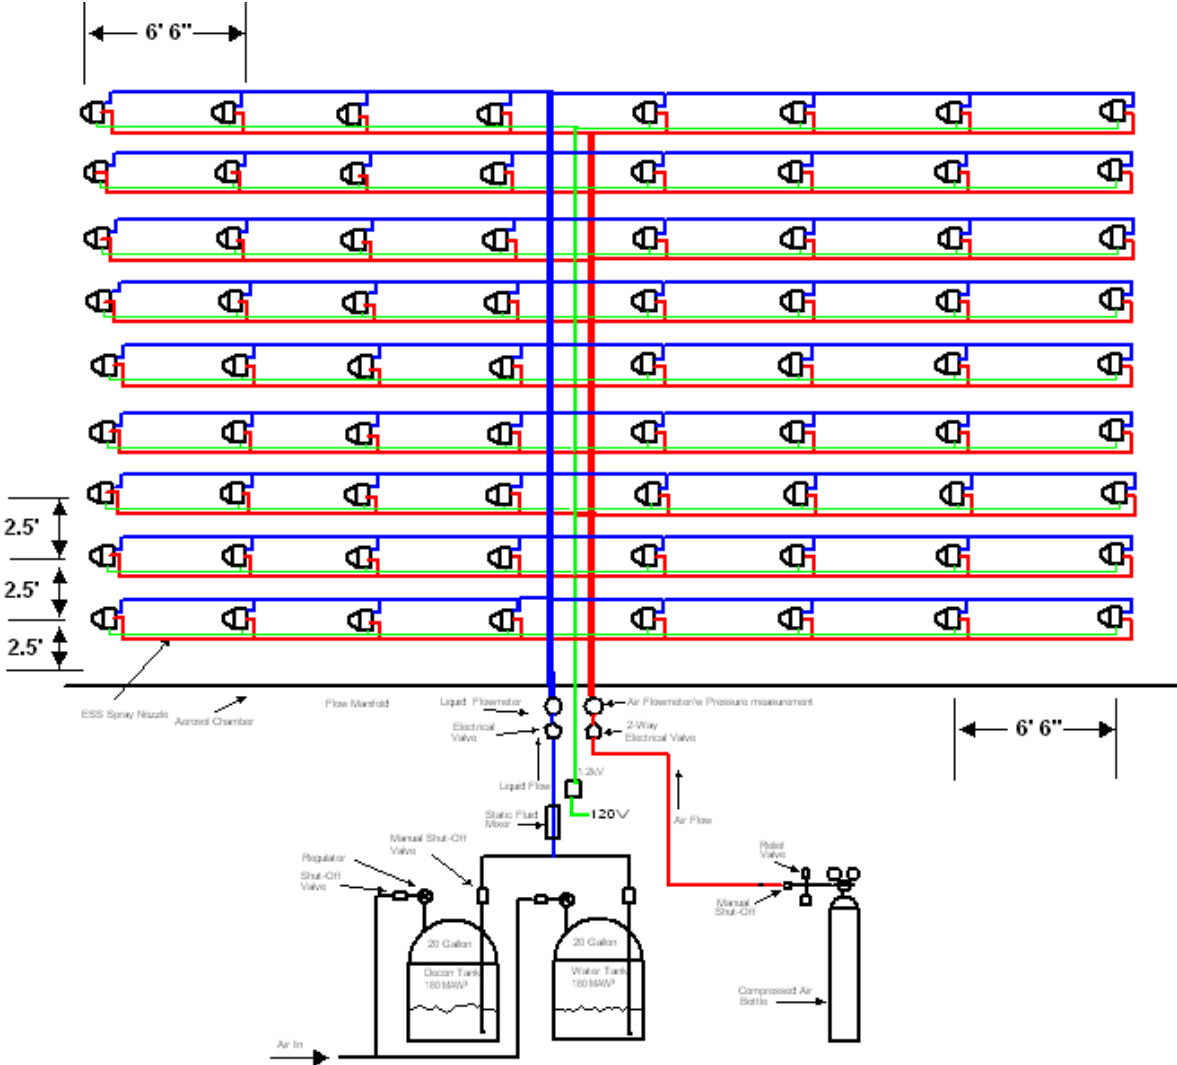 6' 6"
2.5'
2.5'
2.5'
ESS Spray Nozzle
Aerosol Chamber
Flow Manifold
Liquid Flowmeter
Air Flowmeter/w Pressure measurement
Electrical
Valve
2-Way
Electrical Valve
6' 6"
Liquid Flow
1.2kV
Static Fluid
Mixer
120V
Air Flow
Manual Shut-Off
Valve
Regulator
Shut-Off
Valve
Relief
Valve
Manual
Shut-Off
20 Gallon
20 Gallon
Decon Tank
180 MAWP
Water Tank
180 MAWP
Compressed Air
Bottle
Air In